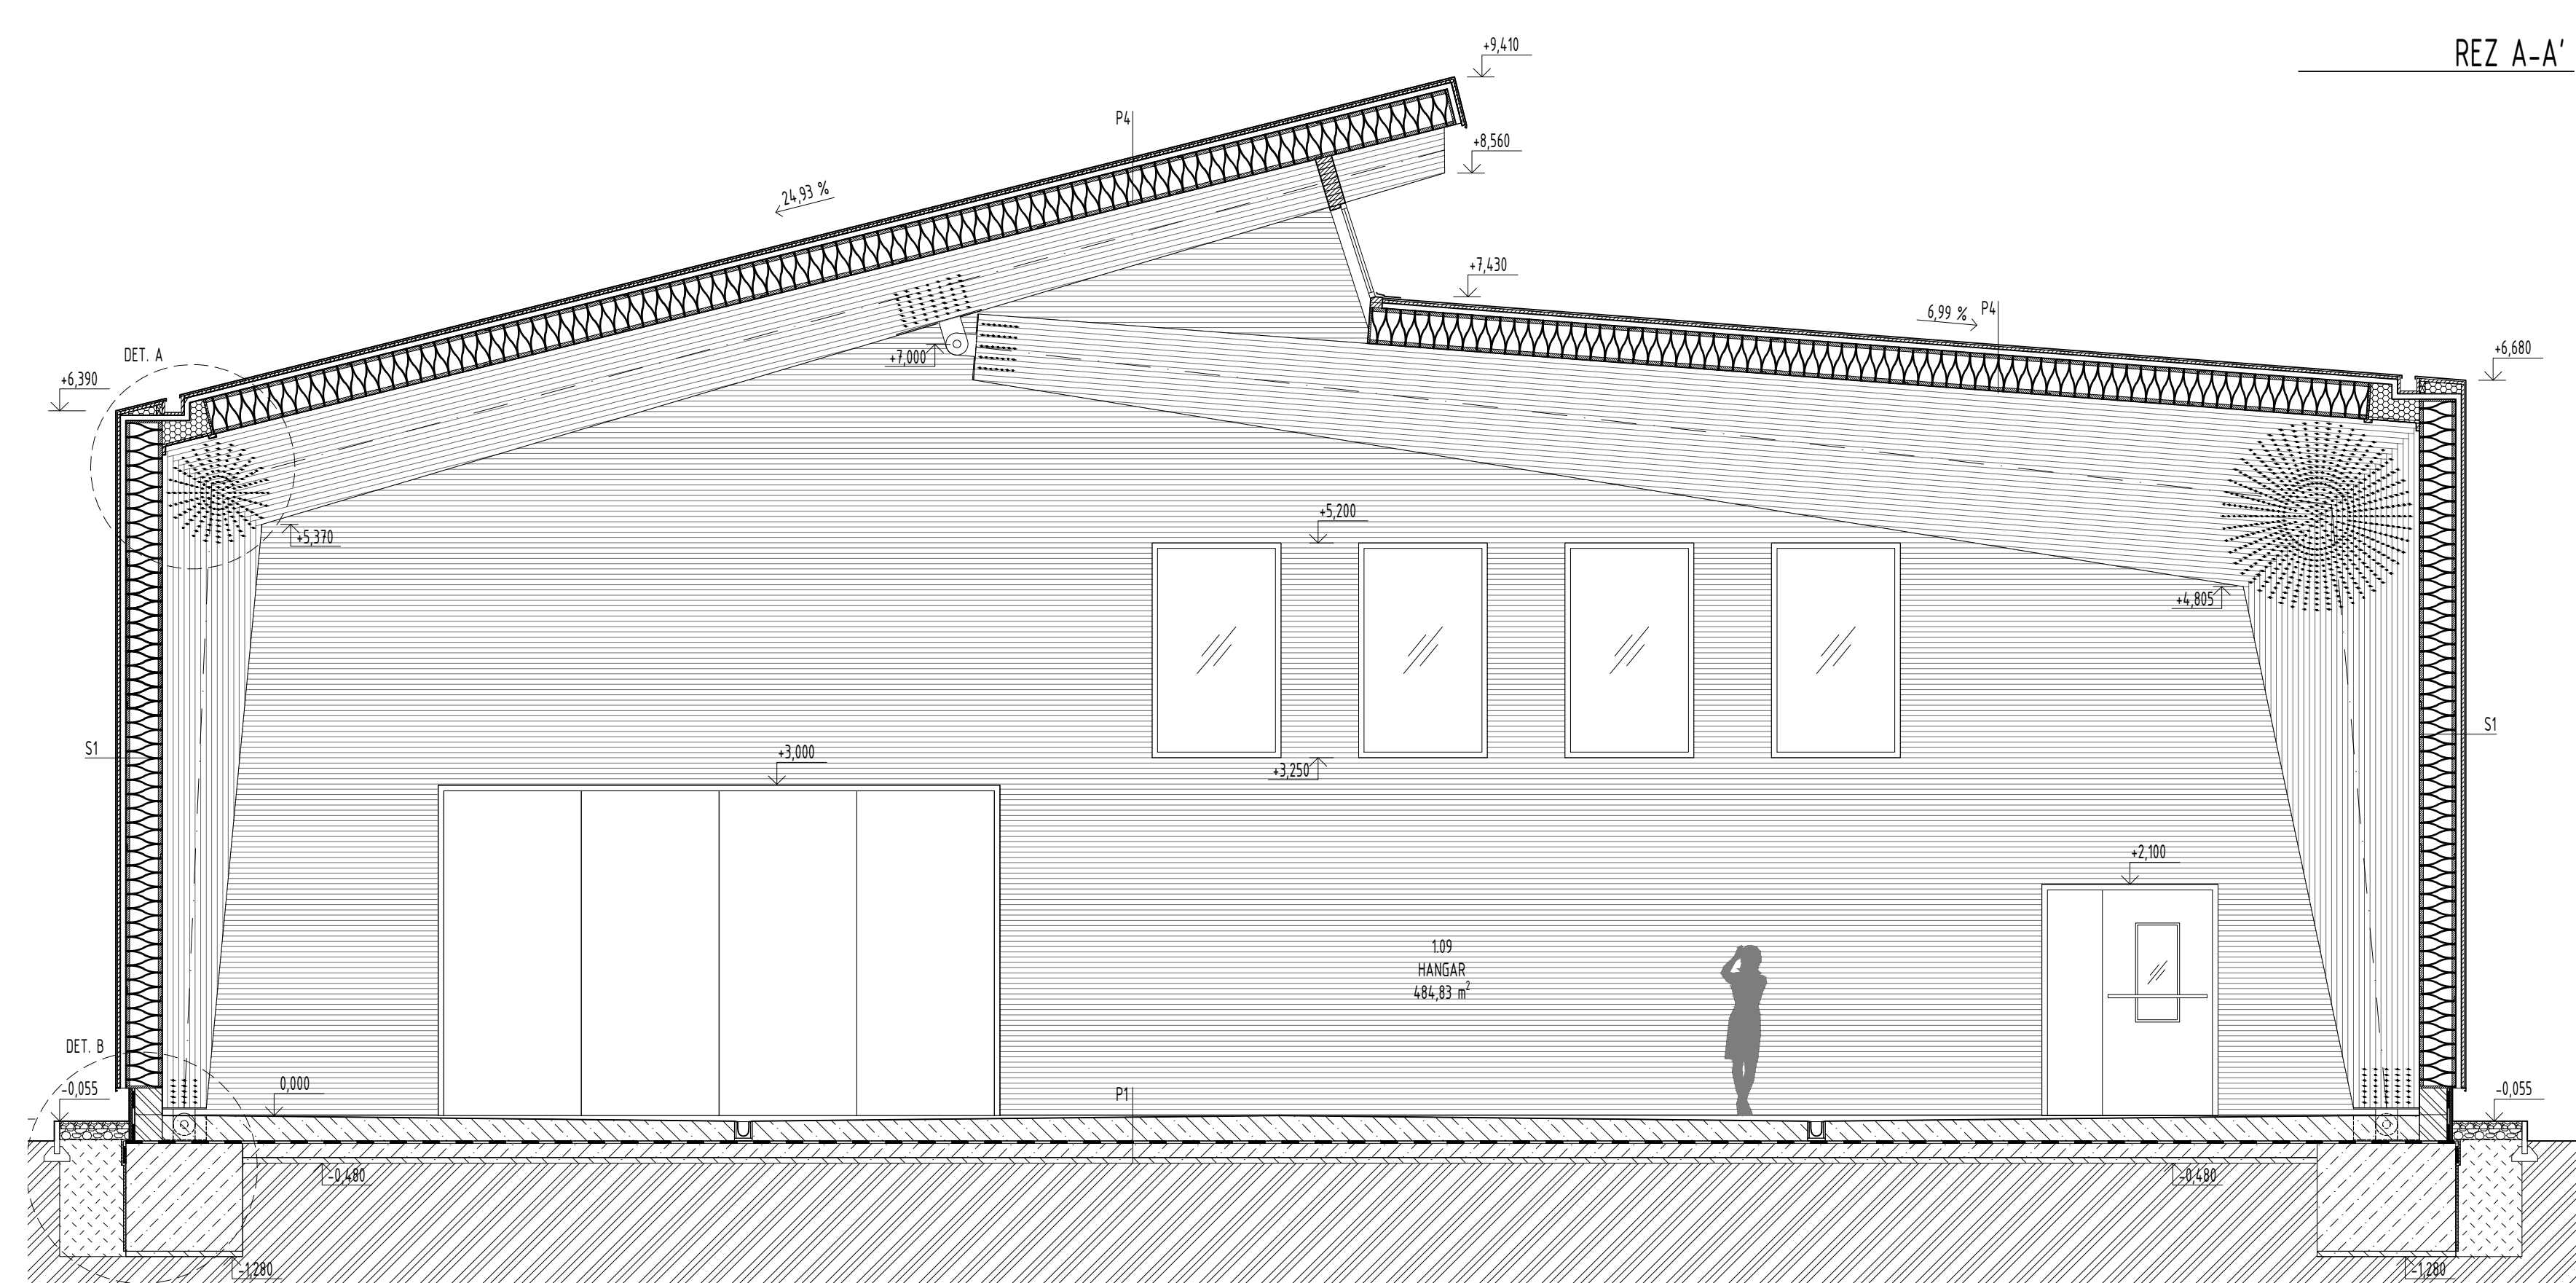 REZ A-A'
+9,410
P4
+8,560
24,93 %
+7,430
6,99 %
P4
DET. A
+7,000
+6,680
+6,390
+5,200
+5,370
+4,805
S1
S1
+3,000
+3,250
+2,100
1.09
HANGAR
484,83 m²
DET. B
-0,055
0,000
P1
-0,055
-0,480
-0,480
-1,280
-1,280